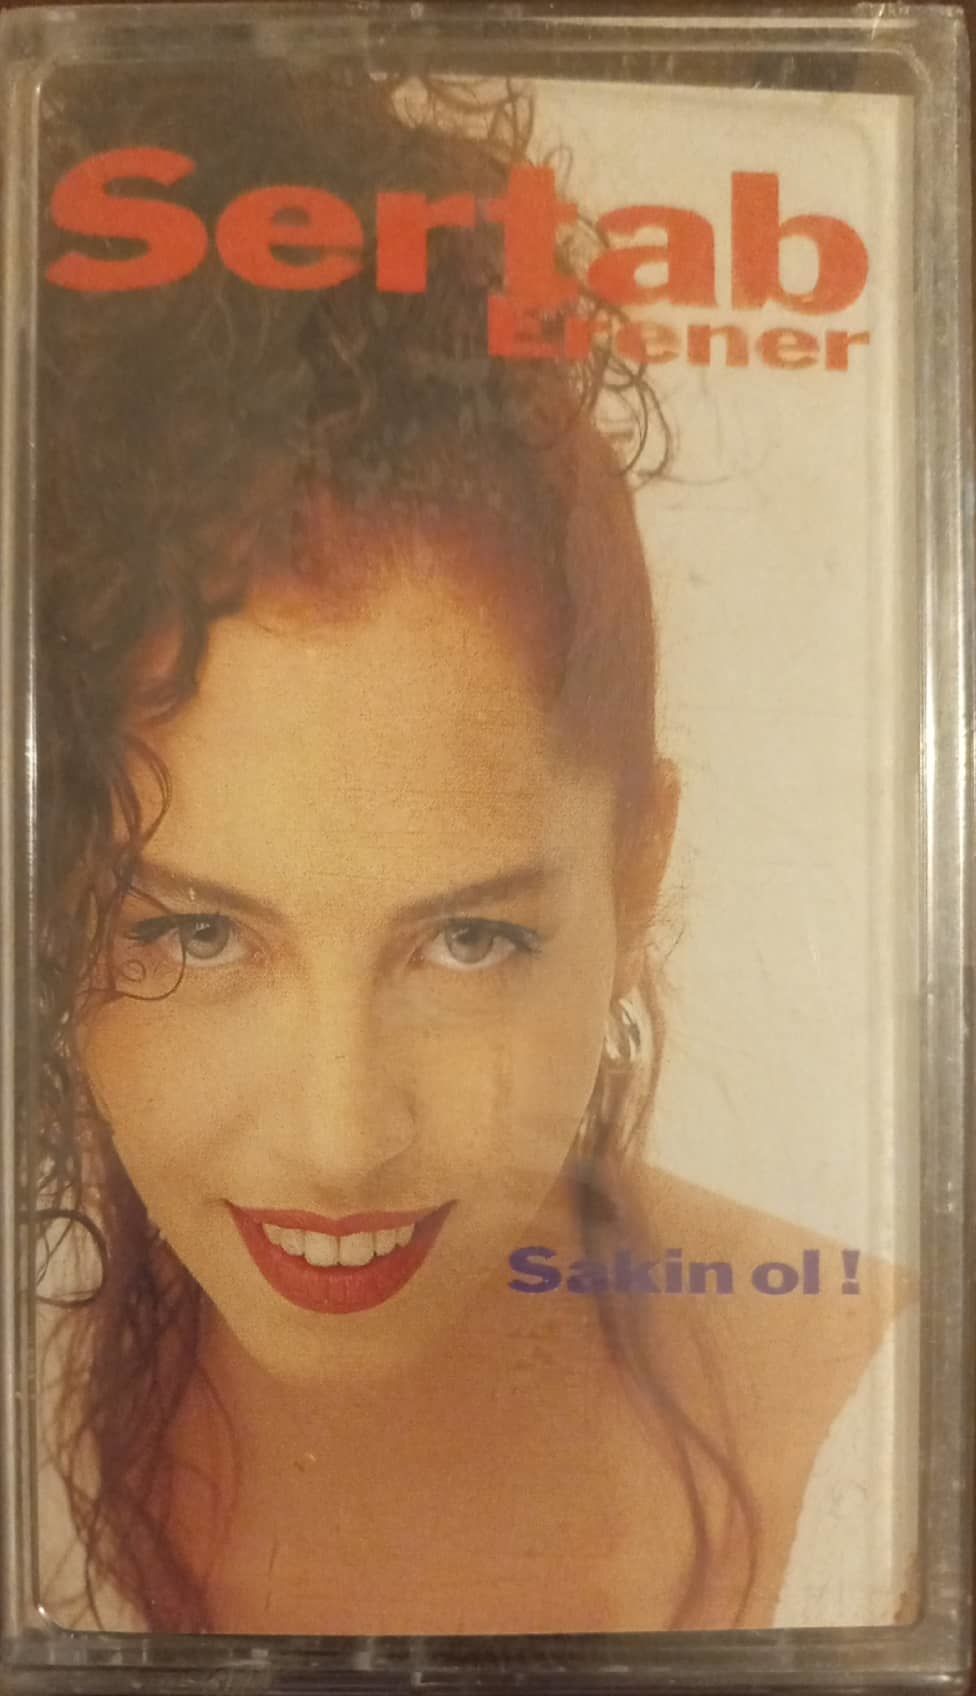 Sertab
Erener
Sakin ol !